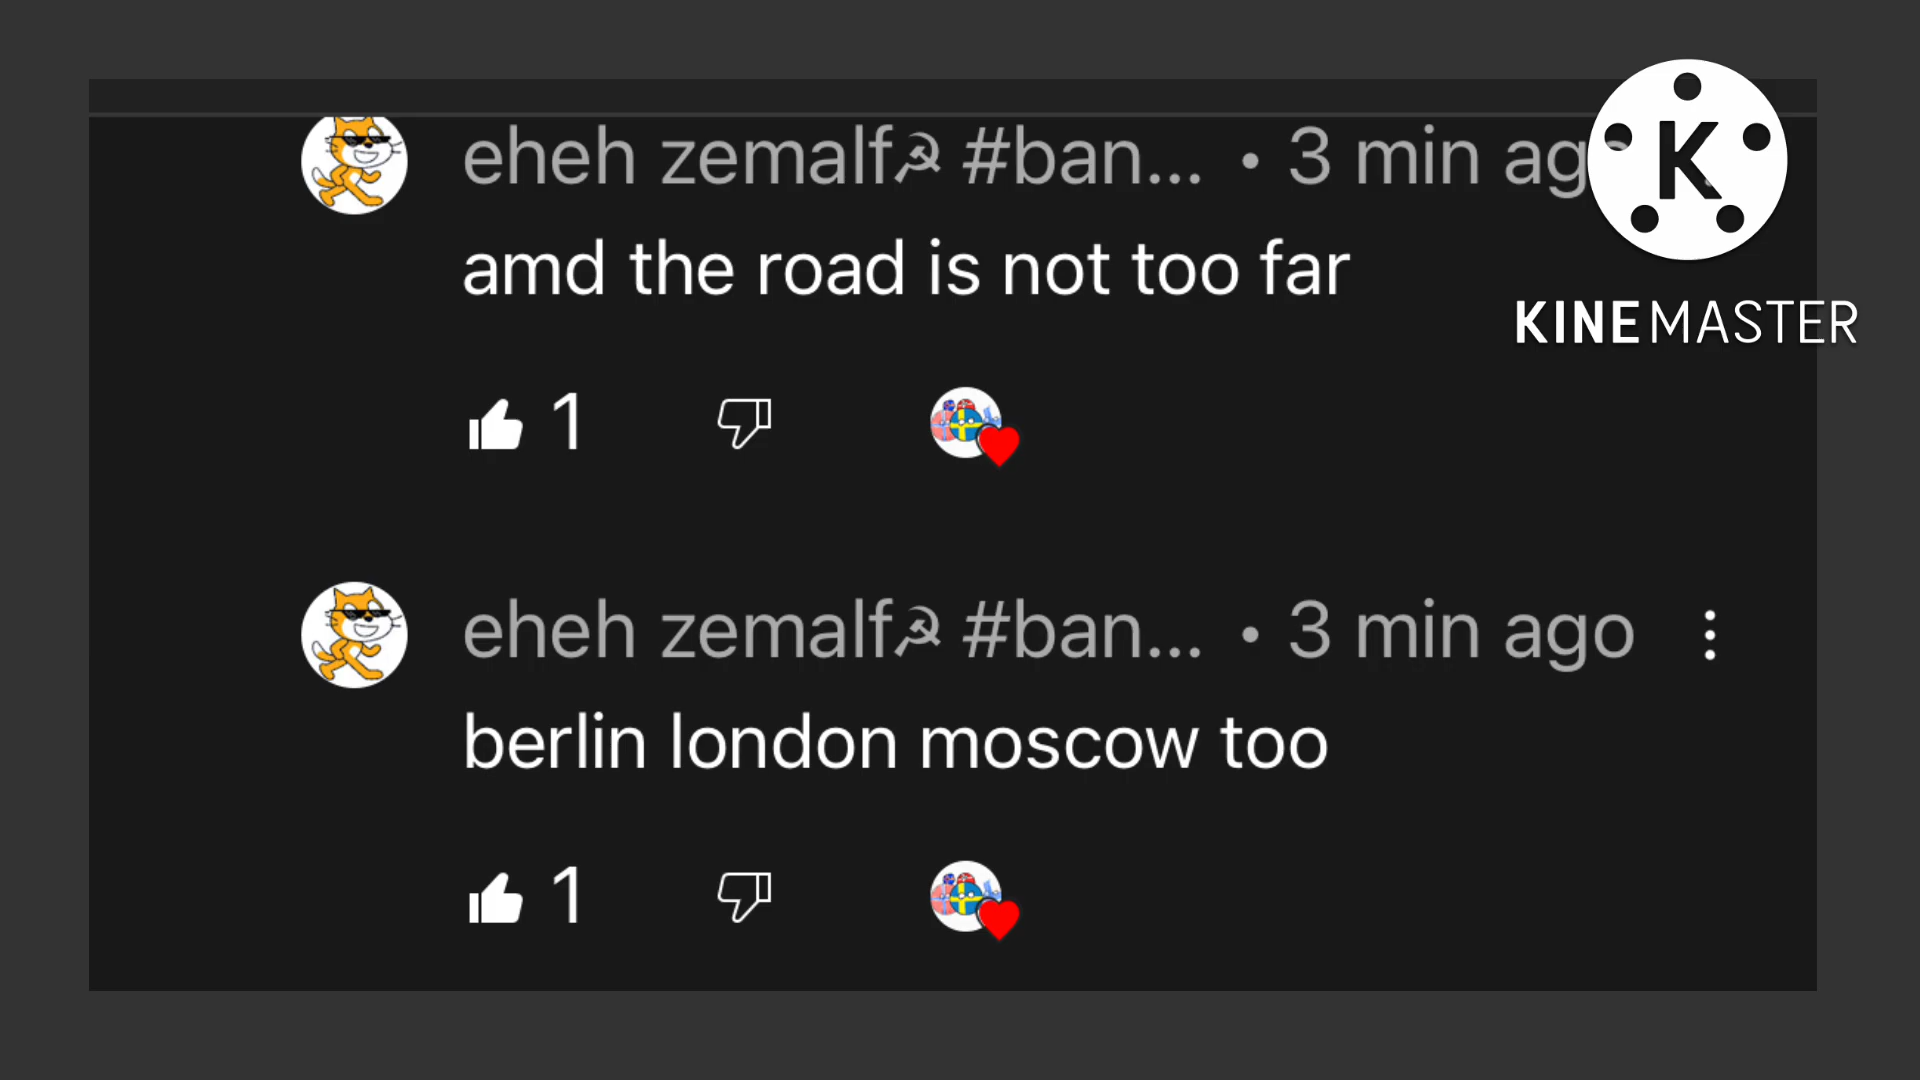 eheh zemalf☭ #ban... • 3 min ag
amd the road is not too far
1
eheh zemalf☭ #ban... • 3 min ago
berlin london moscow too
1
K
KINEMASTER